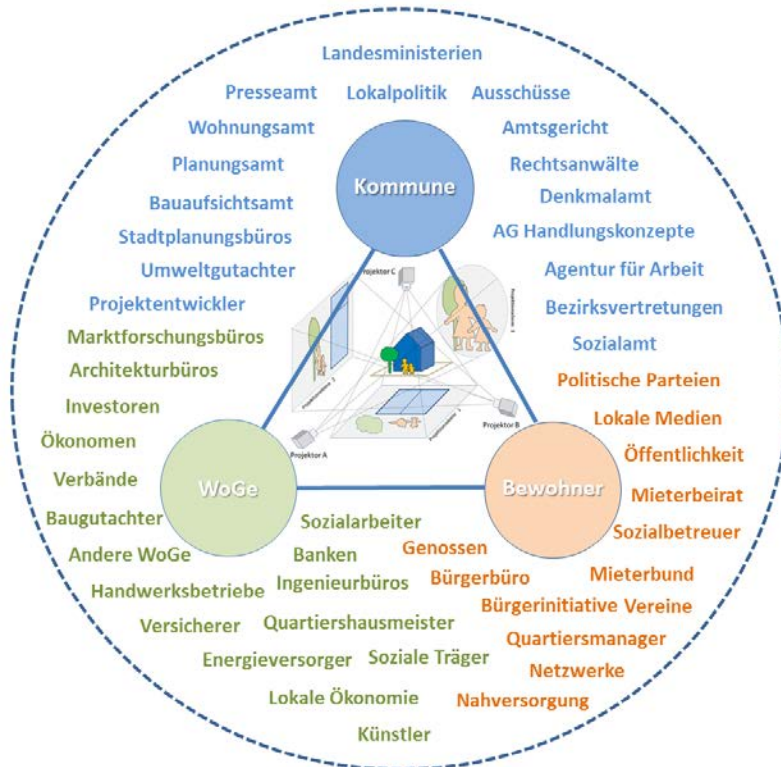 Landesministerien
Presseamt Lokalpolitik Ausschüsse
Wohnungsamt Amtsgericht
Planungsamt Rechtsanwälte
Kommune
Bauaufsichtsamt Denkmalamt
Stadtplanungsbüros AG Handlungskonzepte
Umweltgutachter Agentur für Arbeit
Projektor C
Projektentwickler Bezirksvertretungen
Marktforschungsbüros Sozialamt
Architekturbüros Politische Parteien
Investoren Lokale Medien
Projektor B
Ökonomen Öffentlichkeit
Projektor A
Verbände Mieterbeirat
WoGe Bewohner
Baugutachter Sozialarbeiter Sozialbetreuer
Andere WoGe Banken Genossen
Handwerksbetriebe Ingenieurbüros Bürgerbüro Mieterbund
Versicherer Quartiershausmeister Bürgerinitiative Vereine
Energieversorger Soziale Träger Quartiersmanager
Netzwerke
Lokale Ökonomie Nahversorgung
Künstler